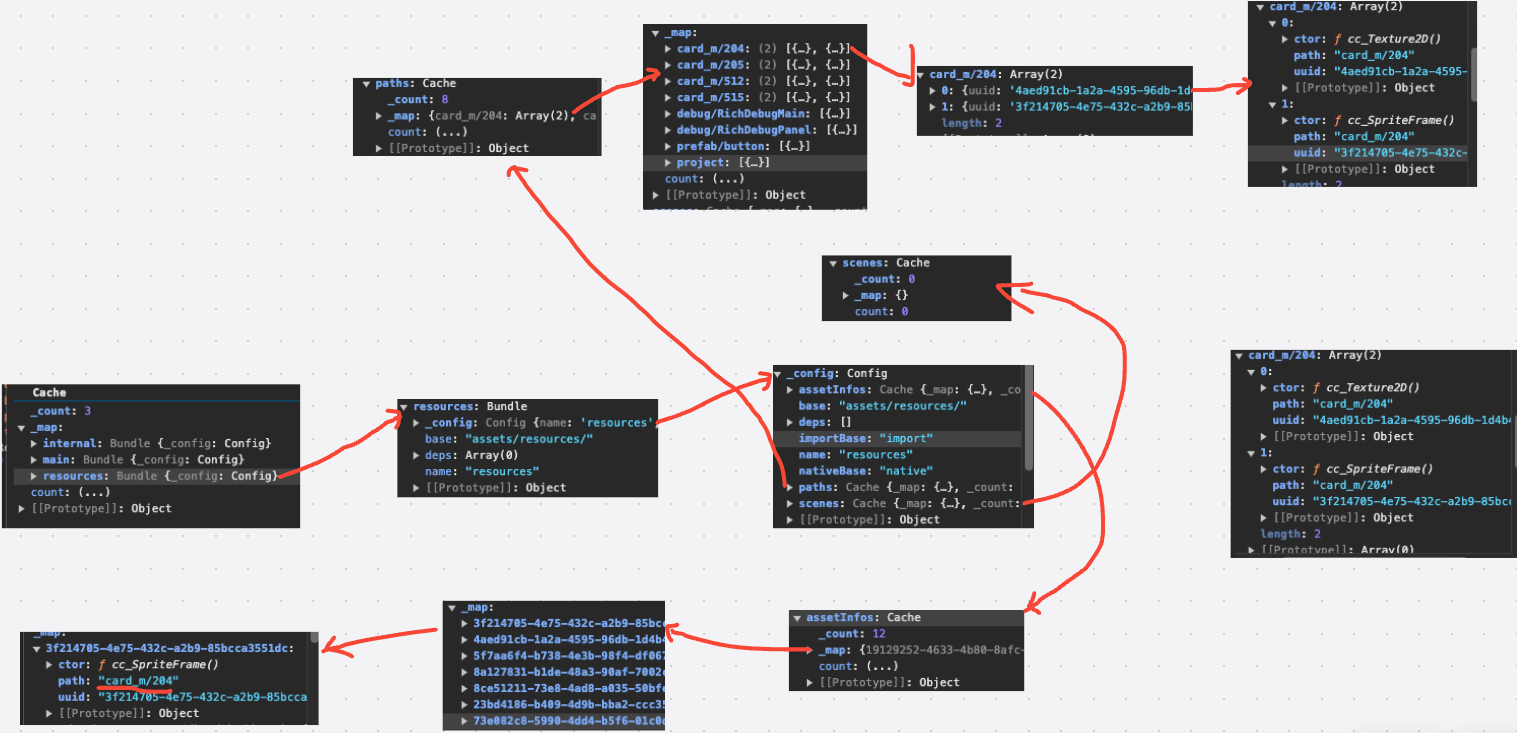 paths: Cache
_count: 8
_map: {card_m/204: Array(2), ca
count: (...)
[[Prototype]]: Object
_map:
card_m/204: (2) [{…}, {…}]
card_m/205: (2) [{…}, {…}]
card_m/512: (2) [{…}, {…}]
card_m/515: (2) [{…}, {…}]
debug/RichDebugMain: [{…}]
debug/RichDebugPanel: [{…}]
prefab/button: [{…}]
project: [{…}]
count: (...)
[[Prototype]]: Object
card_m/204: Array(2)
0: {uuid: '4aed91cb-1a2a-4595-96db-1d
1: {uuid: '3f214705-4e75-432c-a2b9-85
length: 2
card_m/204: Array(2)
0:
ctor: ƒ cc_Texture2D()
path: "card_m/204"
uuid: "4aed91cb-1a2a-4595-
[[Prototype]]: Object
1:
ctor: ƒ cc_SpriteFrame()
path: "card_m/204"
uuid: "3f214705-4e75-432c-
[[Prototype]]: Object
length: 2
scenes: Cache
_count: 0
_map: {}
count: 0
Cache
_count: 3
_map:
internal: Bundle {_config: Config}
main: Bundle {_config: Config}
resources: Bundle {_config: Config}
count: (...)
[[Prototype]]: Object
resources: Bundle
_config: Config {name: 'resources',
base: "assets/resources/"
deps: Array(0)
name: "resources"
[[Prototype]]: Object
_config: Config
assetInfos: Cache {_map: {…}, _co
base: "assets/resources/"
deps: []
importBase: "import"
name: "resources"
nativeBase: "native"
paths: Cache {_map: {…}, _count:
scenes: Cache {_map: {…}, _count:
[[Prototype]]: Object
card_m/204: Array(2)
0:
ctor: ƒ cc_Texture2D()
path: "card_m/204"
uuid: "4aed91cb-1a2a-4595-96db-1d4b4
[[Prototype]]: Object
1:
ctor: ƒ cc_SpriteFrame()
path: "card_m/204"
uuid: "3f214705-4e75-432c-a2b9-85bcc
[[Prototype]]: Object
length: 2
[[Prototype]]: Array(0)
_map:
3f214705-4e75-432c-a2b9-85bcca3551dc:
ctor: ƒ cc_SpriteFrame()
path: "card_m/204"
uuid: "3f214705-4e75-432c-a2b9-85bcca
[[Prototype]]: Object
_map:
3f214705-4e75-432c-a2b9-85bcc
4aed91cb-1a2a-4595-96db-1d4b4
5f7aa6f4-b738-4e3b-98f4-df067
8a127831-b1de-48a3-90af-7002c
8ce51211-73e8-4ad8-a035-50bfe
23bd4186-b409-4d9b-bba2-ccc35
73e082c8-5990-4dd4-b5f6-01c0c
assetInfos: Cache
_count: 12
_map: {19129252-4633-4b80-8afc-
count: (...)
[[Prototype]]: Object